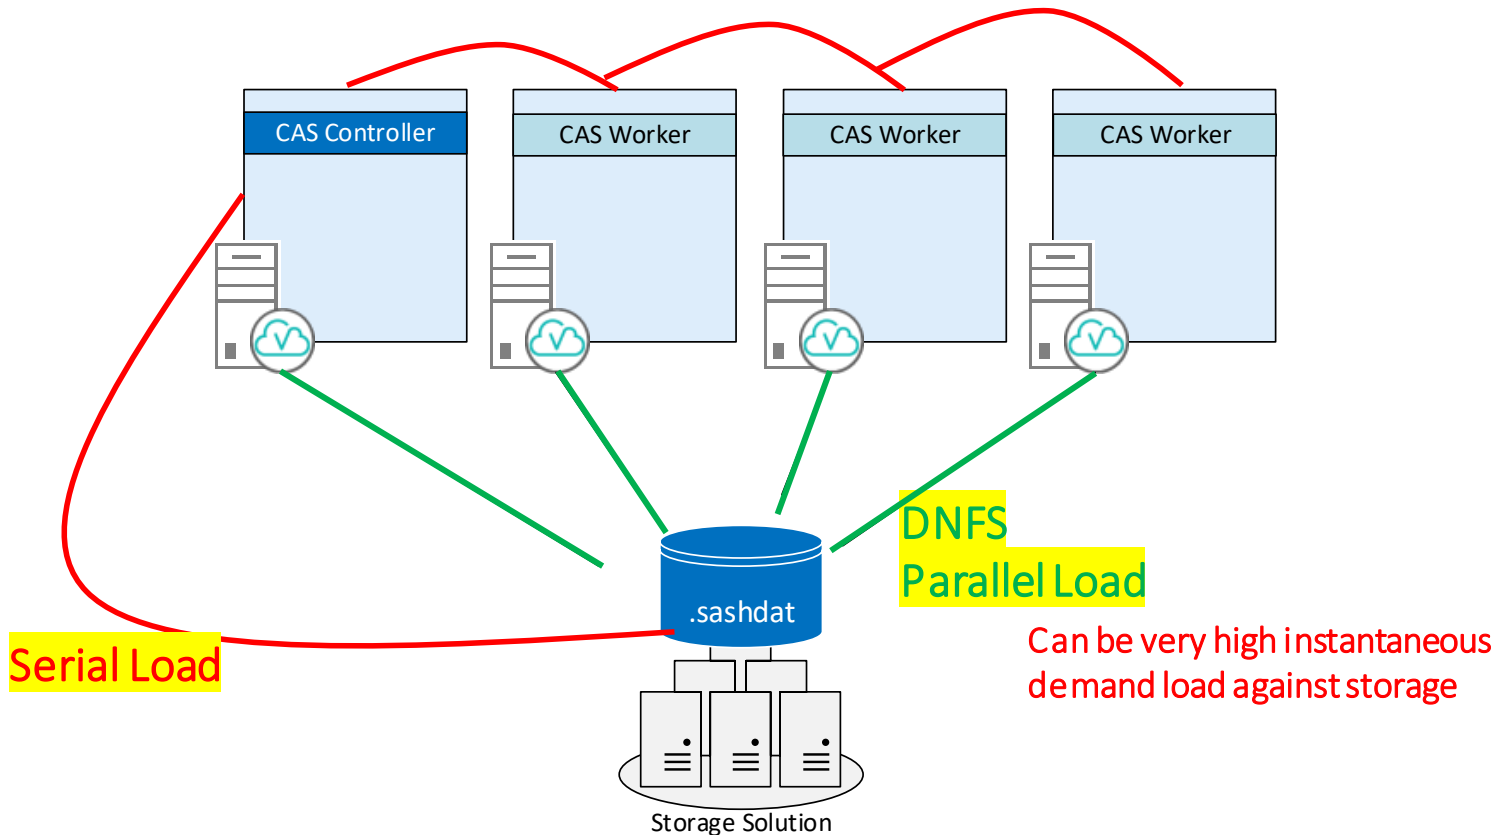 CAS Controller
CAS Worker
CAS Worker
CAS Worker
DNFS
Parallel Load
.sashdat
Serial Load
Can be very high instantaneous
demand load against storage
Storage Solution